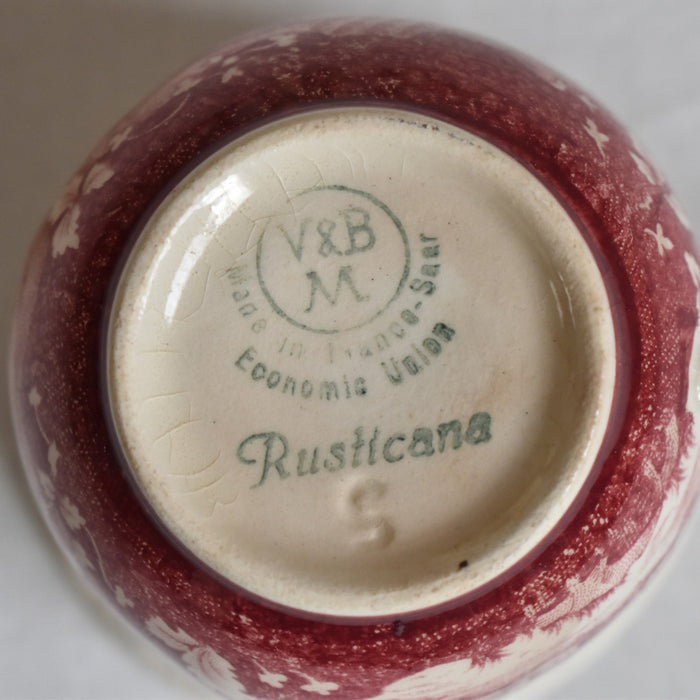 V&B
M
Made in France-Saar
Economic Union
Rusticana
S